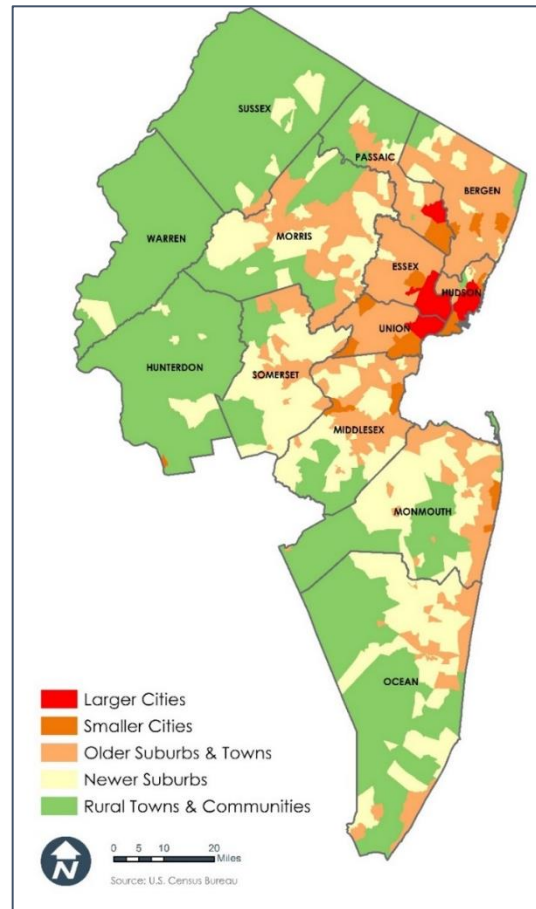 SUSSEX
PASSAIC
BERGEN
WARREN
MORRIS
ESSEX
HUDSON
UNION
HUNTERDON
SOMERSET
MIDDLESEX
MONMOUTH
OCEAN
Larger Cities
Smaller Cities
Older Suburbs & Towns
Newer Suburbs
Rural Towns & Communities
N
0 5 10 20
Miles
Source: U.S. Census Bureau